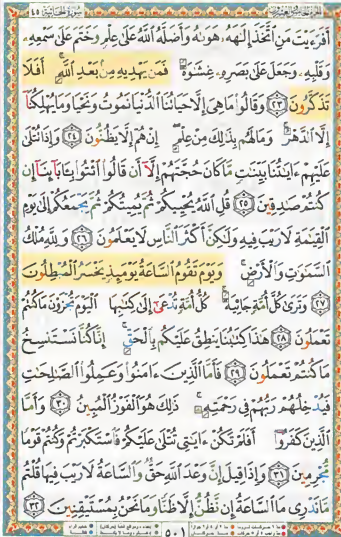 سورة الجاثية ٤٥
أَفَرَءَيْتَ مَنِ ٱتَّخَذَ إِلَٰهَهُۥ هَوَىٰهُ وَأَضَلَّهُ ٱللَّهُ عَلَىٰ عِلْمٍ وَخَتَمَ عَلَىٰ سَمْعِهِۦ
وَقَلْبِهِۦ وَجَعَلَ عَلَىٰ بَصَرِهِۦ غِشَٰوَةً فَمَن يَهْدِيهِ مِنۢ بَعْدِ ٱللَّهِ أَفَلَا
تَذَكَّرُونَ ٢٣ وَقَالُوا۟ مَا هِىَ إِلَّا حَيَاتُنَا ٱلدُّنْيَا نَمُوتُ وَنَحْيَا وَمَا يُهْلِكُنَآ
إِلَّا ٱلدَّهْرُ وَمَا لَهُم بِذَٰلِكَ مِنْ عِلْمٍ إِنْ هُمْ إِلَّا يَظُنُّونَ ٢٤ وَإِذَا تُتْلَىٰ
عَلَيْهِمْ ءَايَٰتُنَا بَيِّنَٰتٍ مَّا كَانَ حُجَّتَهُمْ إِلَّآ أَن قَالُوا۟ ٱئْتُوا۟ بِـَٔابَآئِنَآ إِن
كُنتُمْ صَٰدِقِينَ ٢٥ قُلِ ٱللَّهُ يُحْيِيكُمْ ثُمَّ يُمِيتُكُمْ ثُمَّ يَجْمَعُكُمْ إِلَىٰ يَوْمِ
ٱلْقِيَٰمَةِ لَا رَيْبَ فِيهِ وَلَٰكِنَّ أَكْثَرَ ٱلنَّاسِ لَا يَعْلَمُونَ ٢٦ وَلِلَّهِ مُلْكُ
ٱلسَّمَٰوَٰتِ وَٱلْأَرْضِ وَيَوْمَ تَقُومُ ٱلسَّاعَةُ يَوْمَئِذٍ يَخْسَرُ ٱلْمُبْطِلُونَ
٢٧ وَتَرَىٰ كُلَّ أُمَّةٍ جَاثِيَةً كُلُّ أُمَّةٍ تُدْعَىٰٓ إِلَىٰ كِتَٰبِهَا ٱلْيَوْمَ تُجْزَوْنَ مَا كُنتُمْ
تَعْمَلُونَ ٢٨ هَٰذَا كِتَٰبُنَا يَنطِقُ عَلَيْكُم بِٱلْحَقِّ إِنَّا كُنَّا نَسْتَنسِخُ
مَا كُنتُمْ تَعْمَلُونَ ٢٩ فَأَمَّا ٱلَّذِينَ ءَامَنُوا۟ وَعَمِلُوا۟ ٱلصَّٰلِحَٰتِ
فَيُدْخِلُهُمْ رَبُّهُمْ فِى رَحْمَتِهِۦ ذَٰلِكَ هُوَ ٱلْفَوْزُ ٱلْمُبِينُ ٣٠ وَأَمَّا
ٱلَّذِينَ كَفَرُوٓا۟ أَفَلَمْ تَكُنْ ءَايَٰتِى تُتْلَىٰ عَلَيْكُمْ فَٱسْتَكْبَرْتُمْ وَكُنتُمْ قَوْمًا
مُّجْرِمِينَ ٣١ وَإِذَا قِيلَ إِنَّ وَعْدَ ٱللَّهِ حَقٌّ وَٱلسَّاعَةُ لَا رَيْبَ فِيهَا قُلْتُم
مَّا نَدْرِى مَا ٱلسَّاعَةُ إِن نَّظُنُّ إِلَّا ظَنًّا وَمَا نَحْنُ بِمُسْتَيْقِنِينَ ٣٢
٥٠١